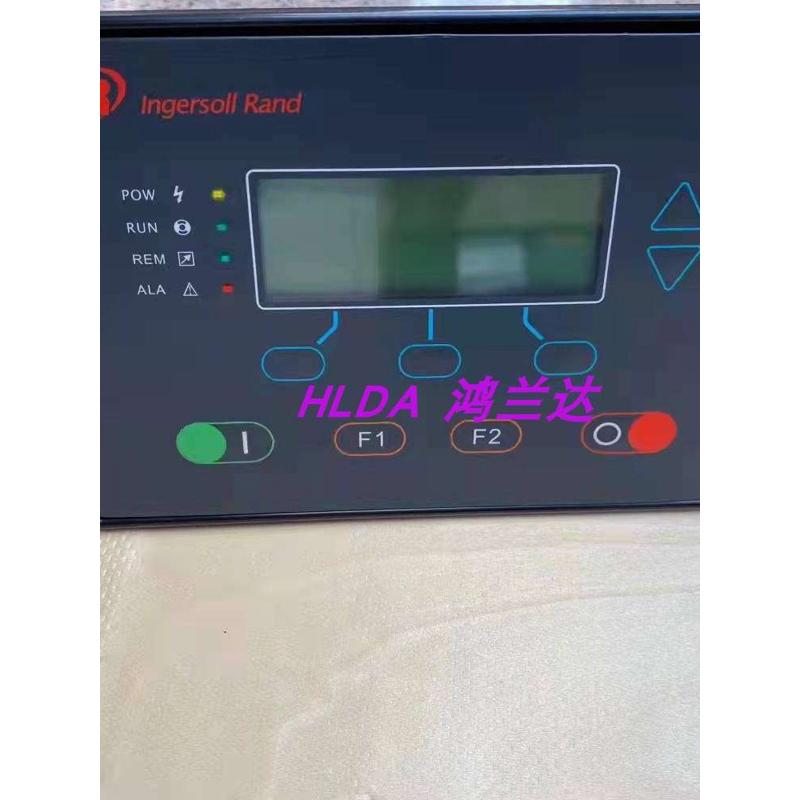 Ingersoll Rand
POW
RUN
REM
ALA
HLDA 鸿兰达
I
F1
F2
O